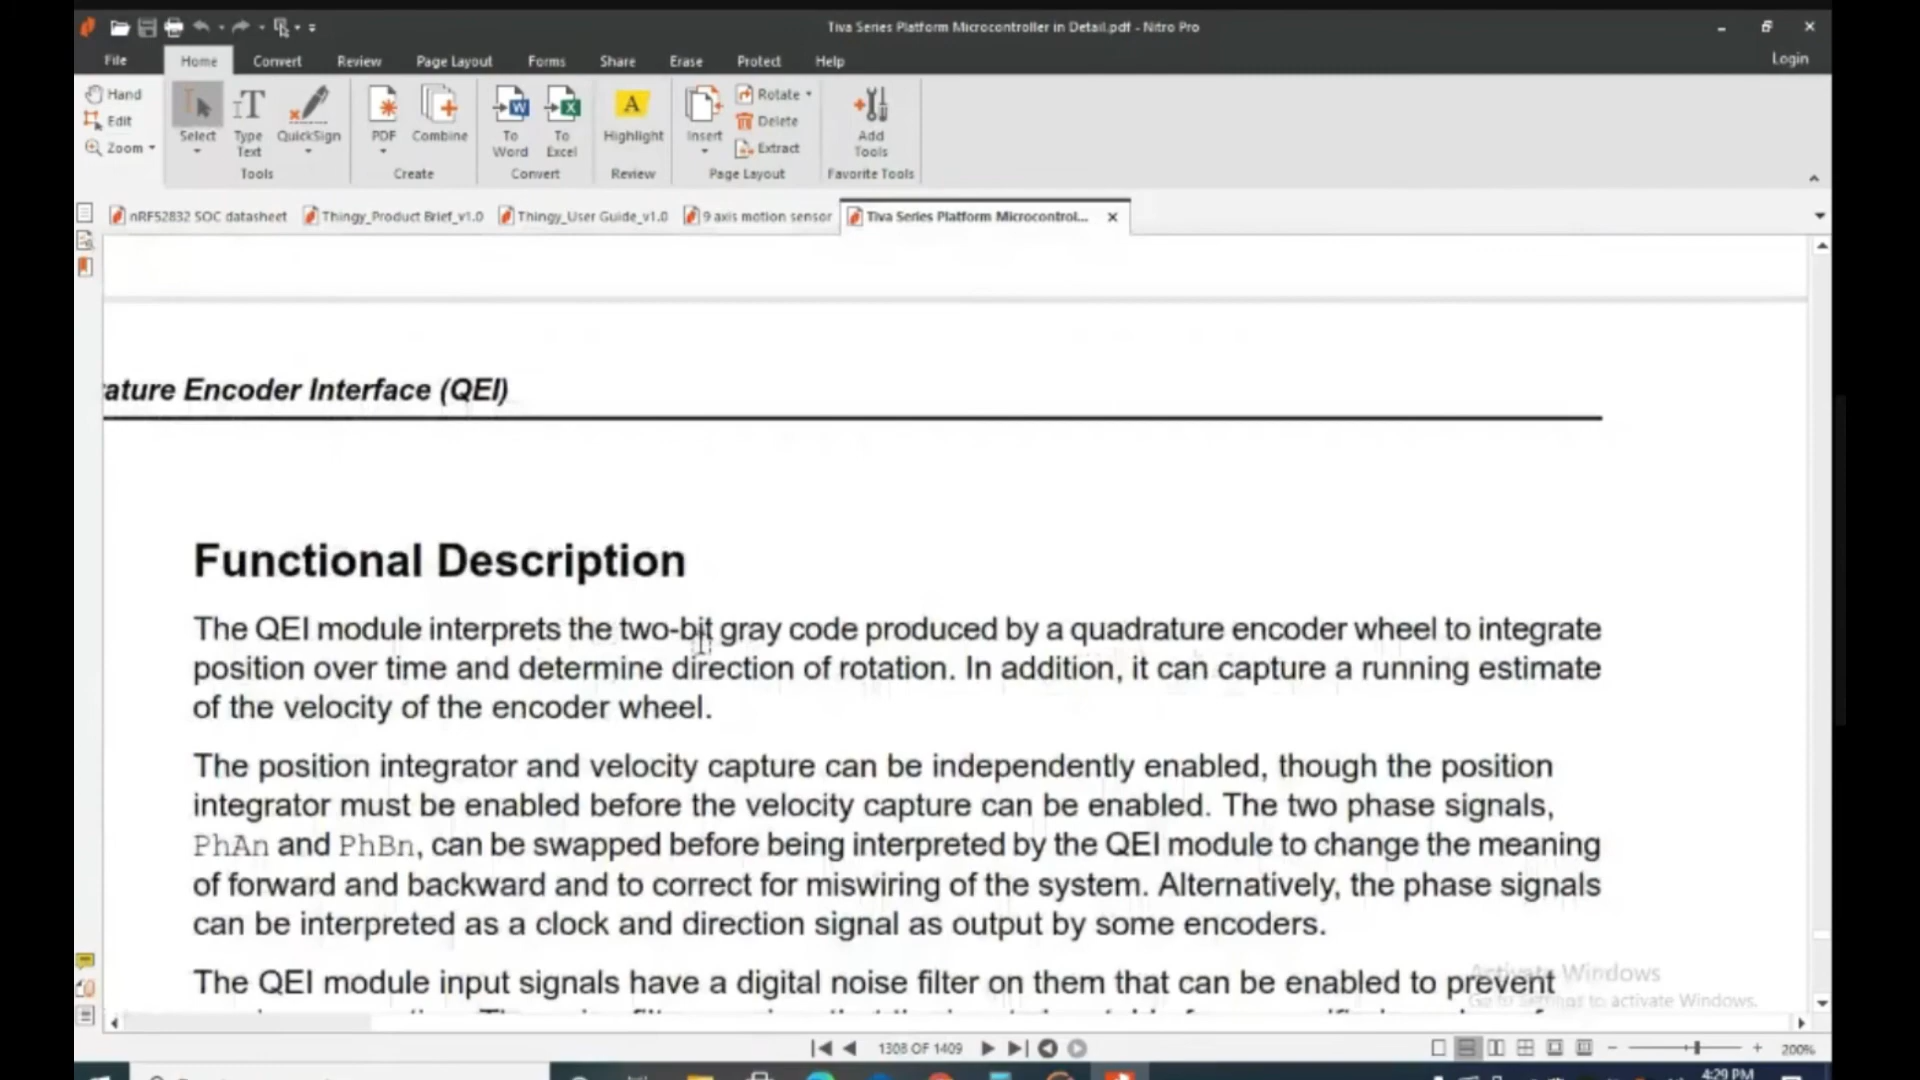 Tiva Series Platform Microcontroller in Detail.pdf - Nitro Pro
File Home Convert Review Page Layout Forms Share Erase Protect Help Login
Hand
Edit
Zoom
Select
Type Text
QuickSign
Tools
PDF
Combine
Create
To Word
To Excel
Convert
Highlight
Review
Insert
Rotate
Delete
Extract
Page Layout
Add Tools
Favorite Tools
nRF52832 SOC datasheet Thingy_Product Brief_v1.0 Thingy_User Guide_v1.0 9 axis motion sensor Tiva Series Platform Microcontrol...
ature Encoder Interface (QEI)
Functional Description
The QEI module interprets the two-bit gray code produced by a quadrature encoder wheel to integrate
position over time and determine direction of rotation. In addition, it can capture a running estimate
of the velocity of the encoder wheel.
The position integrator and velocity capture can be independently enabled, though the position
integrator must be enabled before the velocity capture can be enabled. The two phase signals,
PhAn and PhBn, can be swapped before being interpreted by the QEI module to change the meaning
of forward and backward and to correct for miswiring of the system. Alternatively, the phase signals
can be interpreted as a clock and direction signal as output by some encoders.
The QEI module input signals have a digital noise filter on them that can be enabled to prevent
Activate Windows
Go to Settings to activate Windows.
1308 OF 1409
200%
4:29 PM